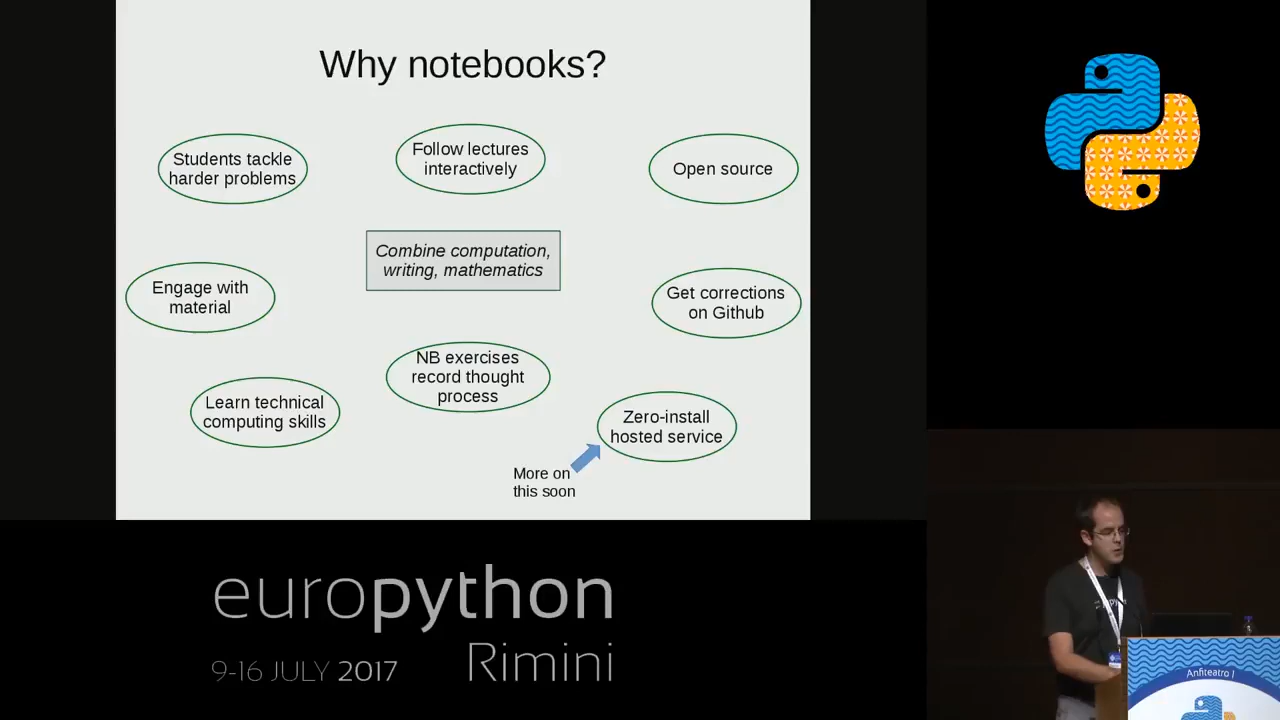 Why notebooks?
Students tackle
harder problems
Follow lectures
interactively
Open source
Combine computation,
writing, mathematics
Engage with
material
Get corrections
on Github
NB exercises
record thought
process
Learn technical
computing skills
Zero-install
hosted service
More on
this soon
europython
9-16 JULY 2017
Rimini
Anfiteatro I